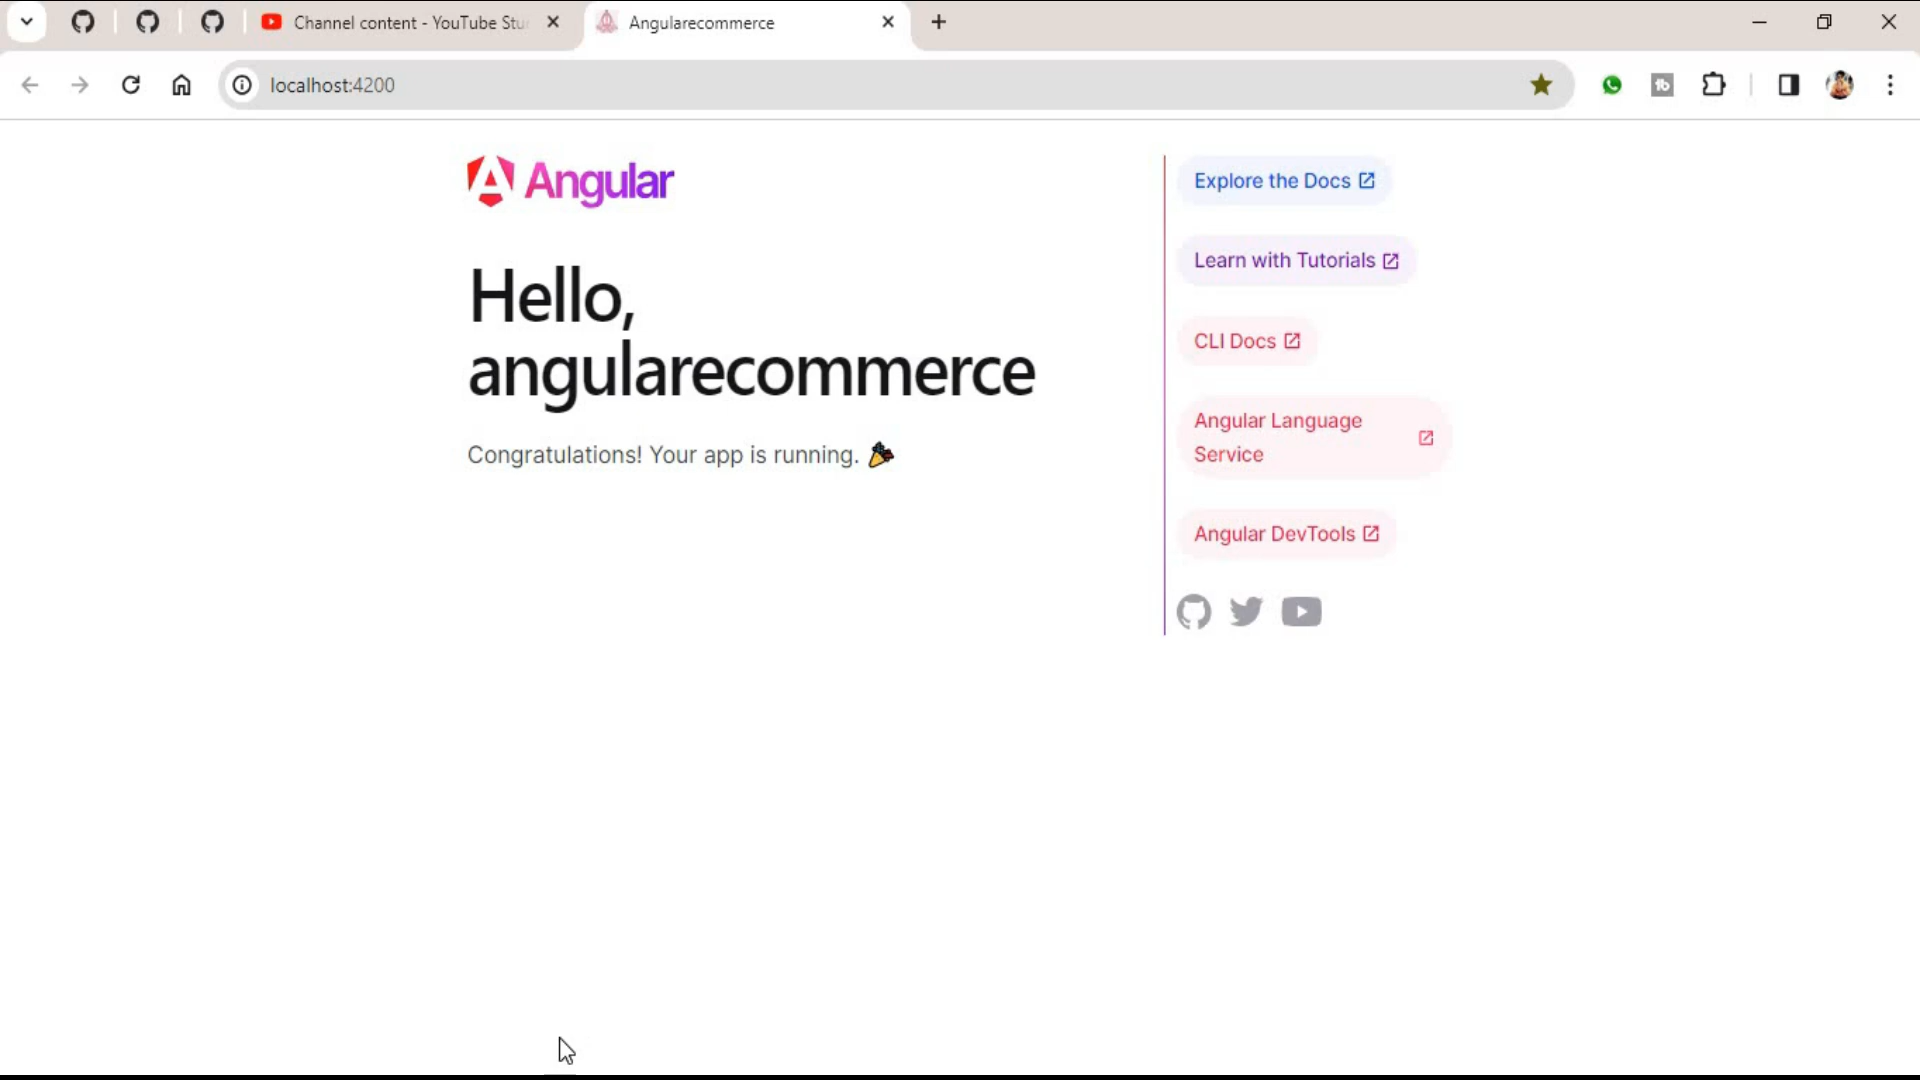 Channel content - YouTube Stu
Angularecommerce
localhost:4200
Angular
Hello,
angularecommerce
Congratulations! Your app is running. 🎉
Explore the Docs
Learn with Tutorials
CLI Docs
Angular Language
Service
Angular DevTools